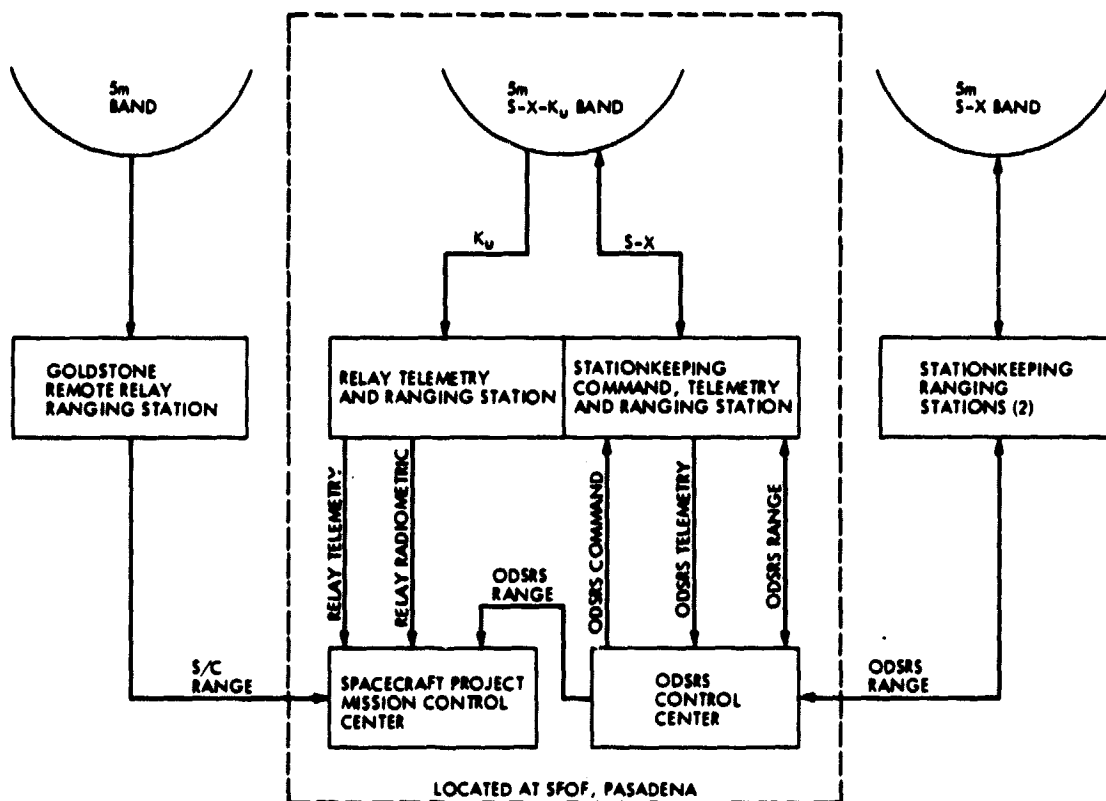 5m
BAND
5m
S-X-Ku BAND
5m
S-X BAND
Ku
S-X
GOLDSTONE
REMOTE RELAY
RANGING STATION
RELAY TELEMETRY
AND RANGING STATION
STATIONKEEPING
COMMAND, TELEMETRY
AND RANGING STATION
STATIONKEEPING
RANGING
STATIONS (2)
RELAY TELEMETRY
RELAY RADIOMETRIC
ODSRS
RANGE
ODSRS COMMAND
ODSRS TELEMETRY
ODSRS RANGE
S/C
RANGE
SPACECRAFT PROJECT
MISSION CONTROL
CENTER
ODSRS
CONTROL
CENTER
ODSRS
RANGE
LOCATED AT SFOF, PASADENA